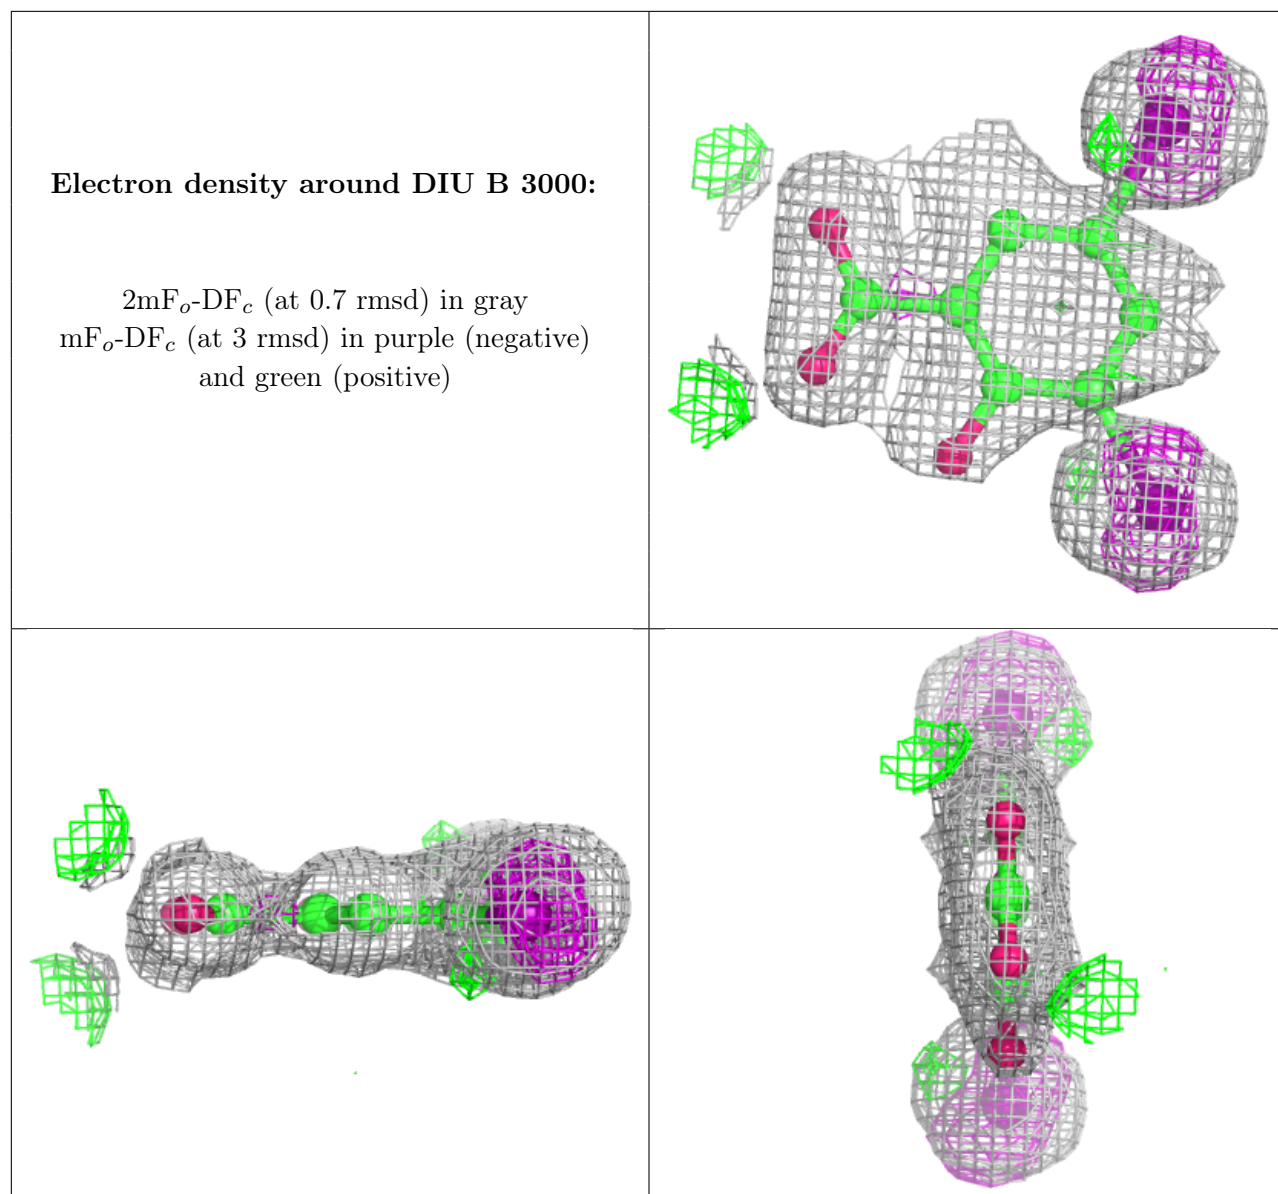 Electron density around DIU B 3000:
2mFo-DFc (at 0.7 rmsd) in gray
mFo-DFc (at 3 rmsd) in purple (negative)
and green (positive)